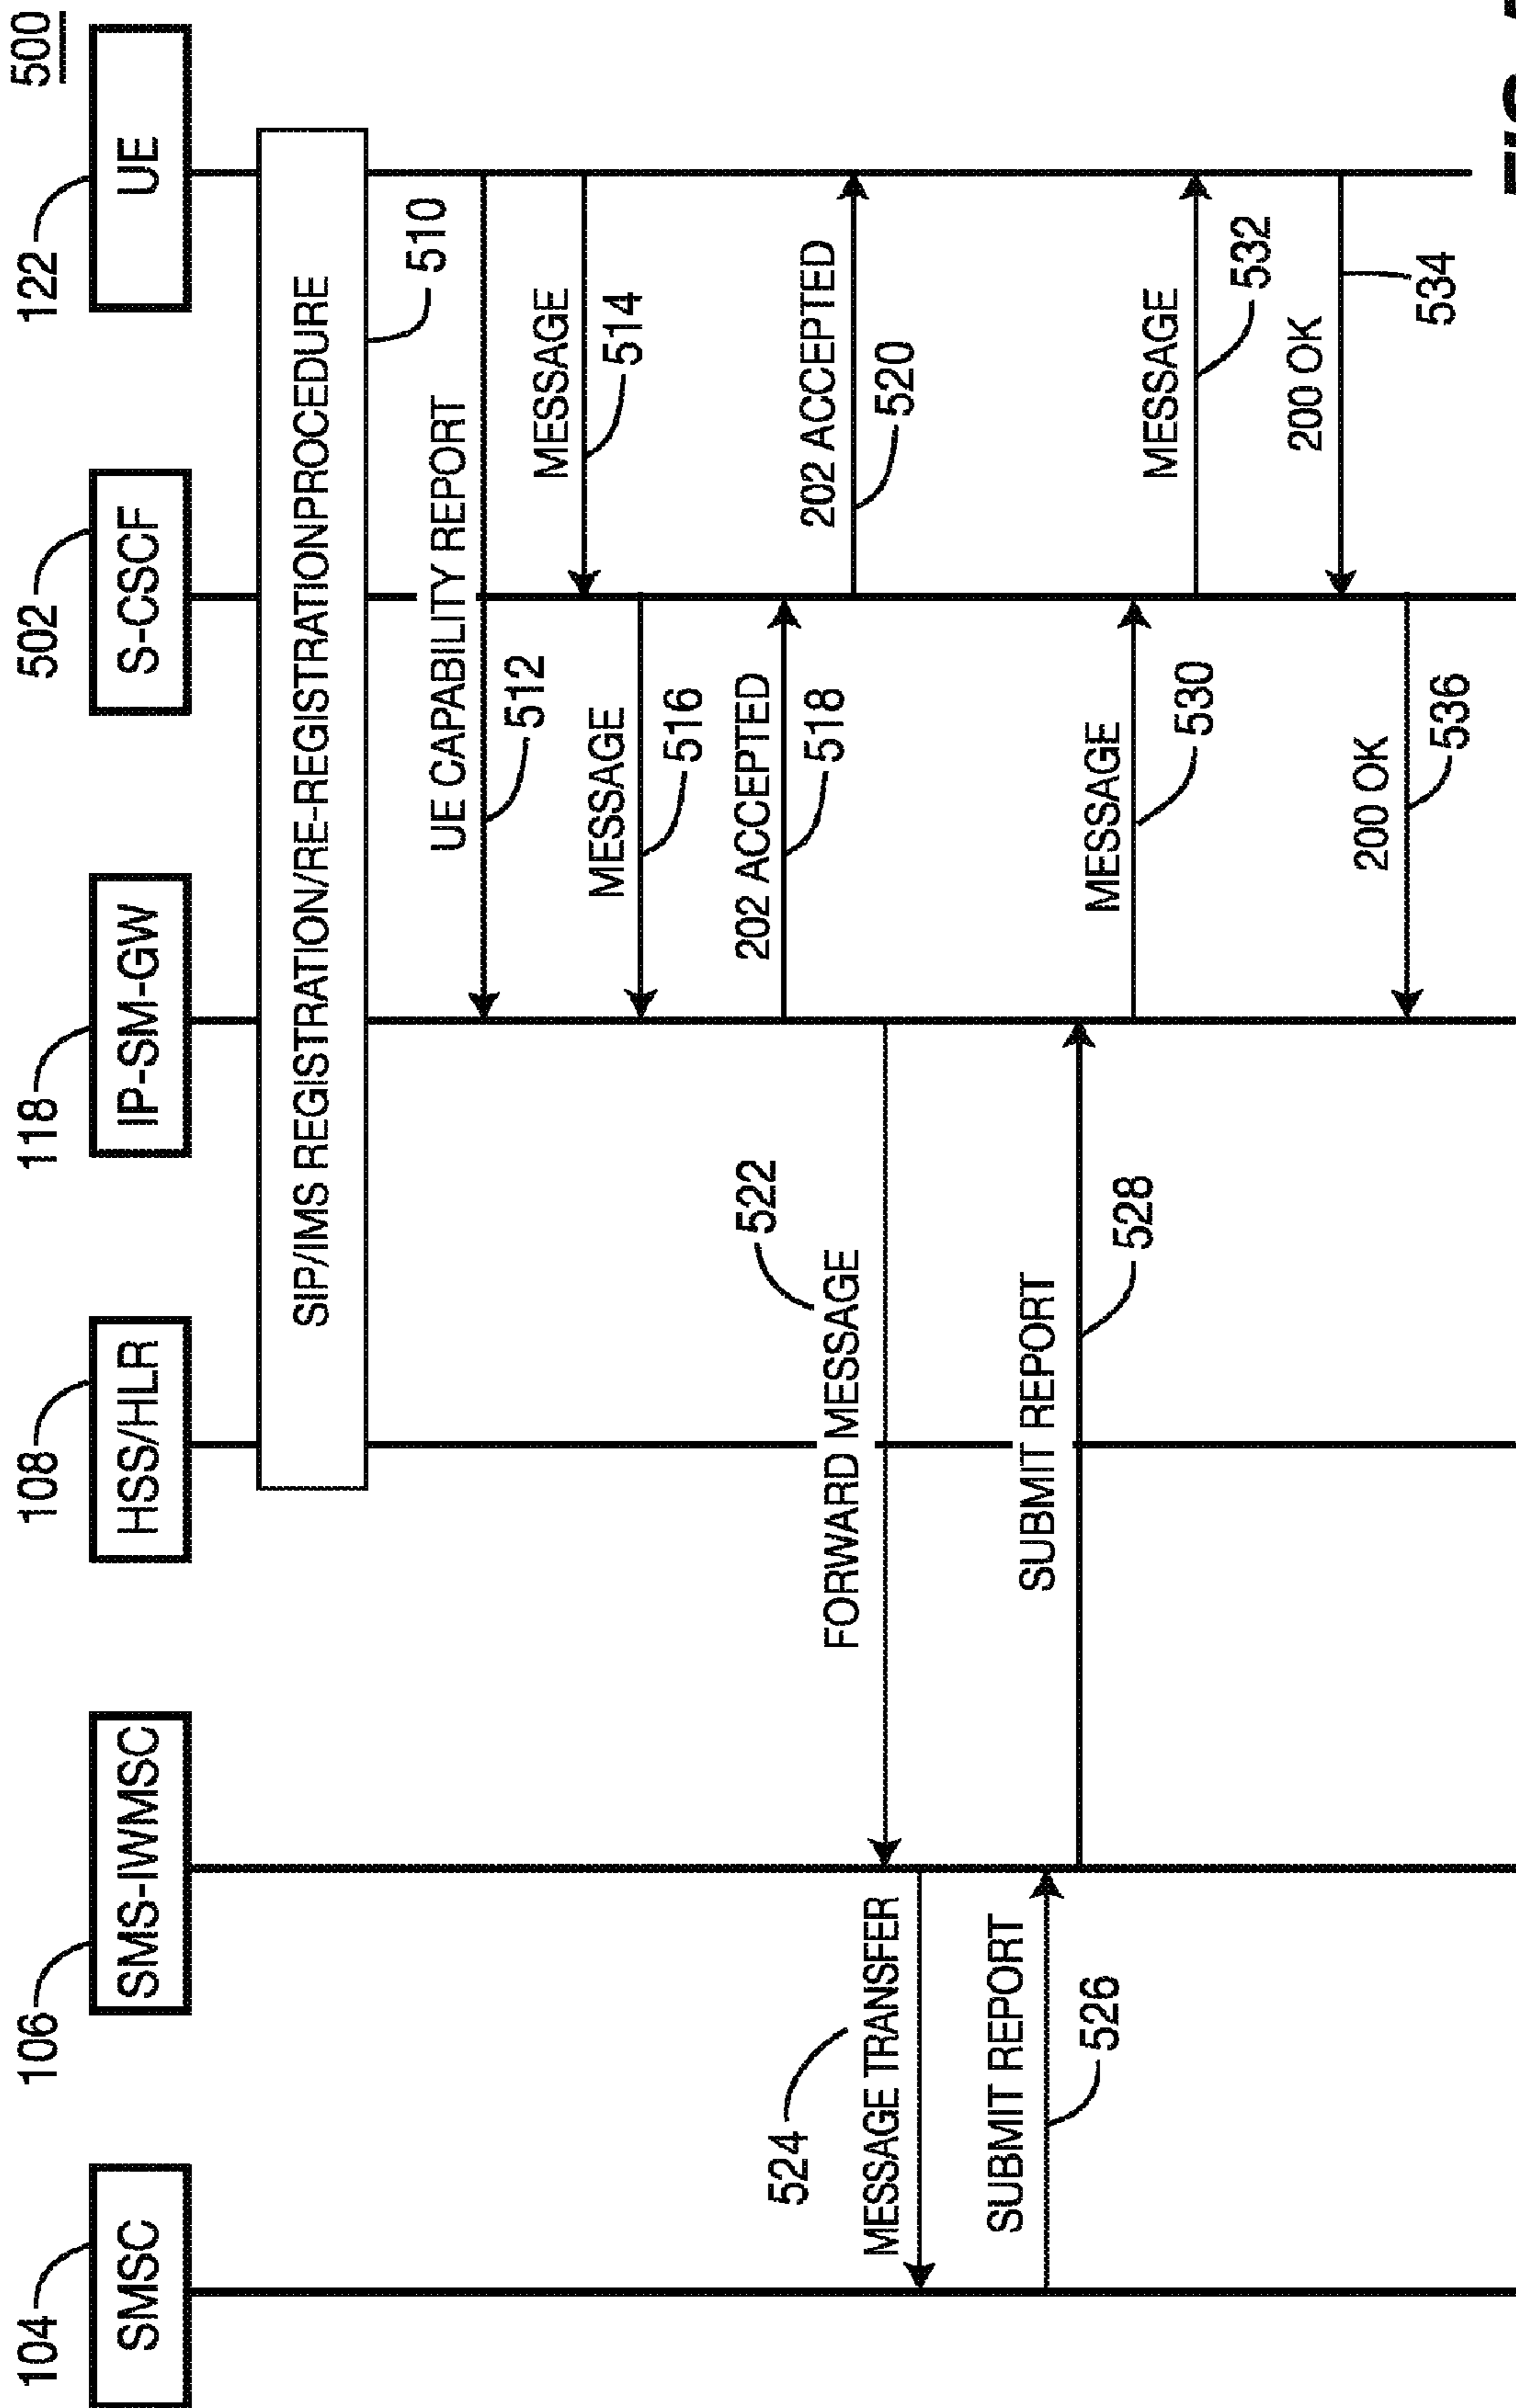 500
104
106
108
118
502
122
SMSC
SMS-IWMSC
HSS/HLR
IP-SM-GW
S-CSCF
UE
SIP/IMS REGISTRATION/RE-REGISTRATIONPROCEDURE
510
UE CAPABILITY REPORT
512
MESSAGE
514
MESSAGE
516
202 ACCEPTED
518
202 ACCEPTED
520
522
FORWARD MESSAGE
524
MESSAGE TRANSFER
SUBMIT REPORT
526
SUBMIT REPORT
528
MESSAGE
530
MESSAGE
532
200 OK
534
200 OK
536